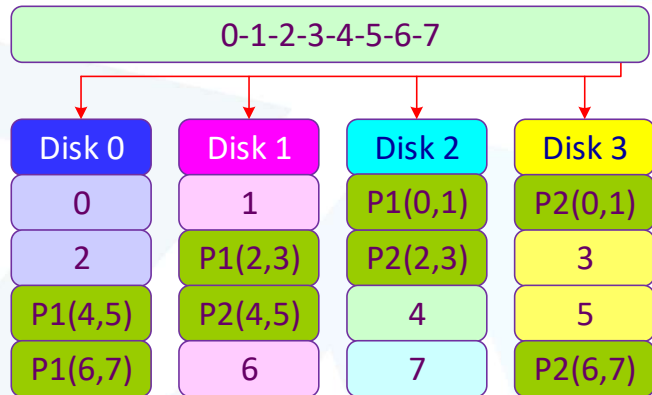 0-1-2-3-4-5-6-7
Disk 0 Disk 1 Disk 2 Disk 3
0 1 P1(0,1) P2(0,1)
2 P1(2,3) P2(2,3) 3
P1(4,5) P2(4,5) 4 5
P1(6,7) 6 7 P2(6,7)